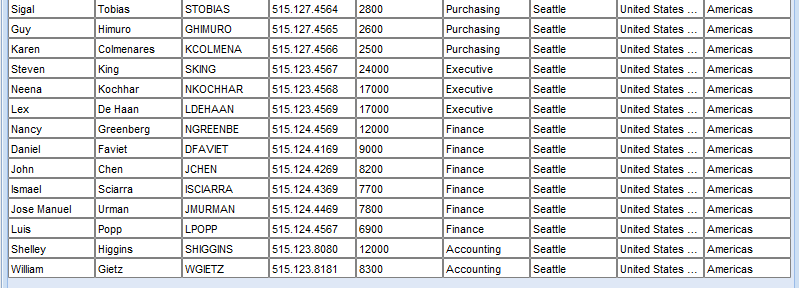 Sigal Tobias STOBIAS 515.127.4564 2800 Purchasing Seattle United States ... Americas
Guy Himuro GHIMURO 515.127.4565 2600 Purchasing Seattle United States ... Americas
Karen Colmenares KCOLMENA 515.127.4566 2500 Purchasing Seattle United States ... Americas
Steven King SKING 515.123.4567 24000 Executive Seattle United States ... Americas
Neena Kochhar NKOCHHAR 515.123.4568 17000 Executive Seattle United States ... Americas
Lex De Haan LDEHAAN 515.123.4569 17000 Executive Seattle United States ... Americas
Nancy Greenberg NGREENBE 515.124.4569 12000 Finance Seattle United States ... Americas
Daniel Faviet DFAVIET 515.124.4169 9000 Finance Seattle United States ... Americas
John Chen JCHEN 515.124.4269 8200 Finance Seattle United States ... Americas
Ismael Sciarra ISCIARRA 515.124.4369 7700 Finance Seattle United States ... Americas
Jose Manuel Urman JMURMAN 515.124.4469 7800 Finance Seattle United States ... Americas
Luis Popp LPOPP 515.124.4567 6900 Finance Seattle United States ... Americas
Shelley Higgins SHIGGINS 515.123.8080 12000 Accounting Seattle United States ... Americas
William Gietz WGIETZ 515.123.8181 8300 Accounting Seattle United States ... Americas